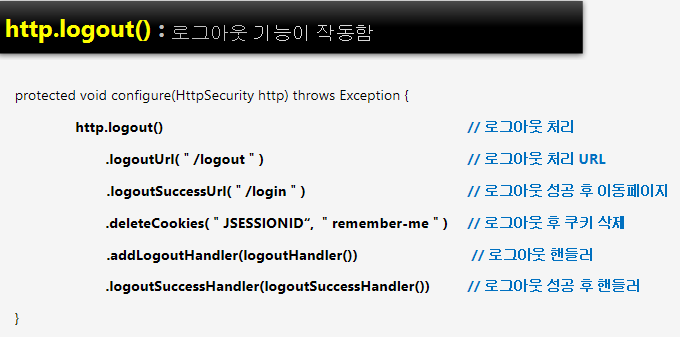 http.logout() : 로그아웃 기능이 작동함
protected void configure(HttpSecurity http) throws Exception {
http.logout() // 로그아웃 처리
.logoutUrl( " /logout " ) // 로그아웃 처리 URL
.logoutSuccessUrl( " /login " ) // 로그아웃 성공 후 이동페이지
.deleteCookies( " JSESSIONID“, " remember-me " ) // 로그아웃 후 쿠키 삭제
.addLogoutHandler(logoutHandler()) // 로그아웃 핸들러
.logoutSuccessHandler(logoutSuccessHandler()) // 로그아웃 성공 후 핸들러
}